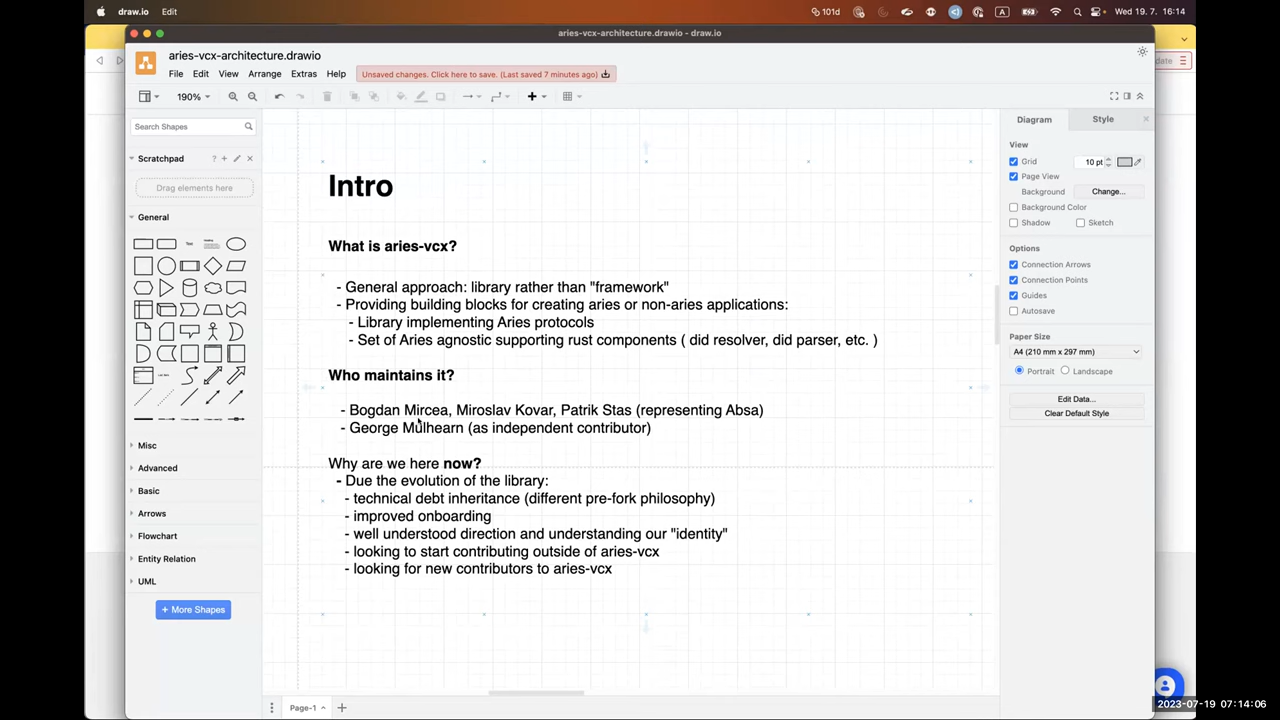 draw.io Edit 101d A Wed 19. 7. 16:14
aries-vcx-architecture.drawio - draw.io
aries-vcx-architecture.drawio
File Edit View Arrange Extras Help Unsaved changes. Click here to save. (Last saved 7 minutes ago)
date
190%
Search Shapes
Scratchpad ?
Drag elements here
General
Text
Heading
List Item
Misc
Advanced
Basic
Arrows
Flowchart
Entity Relation
UML
+ More Shapes
Intro
What is aries-vcx?
- General approach: library rather than "framework"
- Providing building blocks for creating aries or non-aries applications:
- Library implementing Aries protocols
- Set of Aries agnostic supporting rust components ( did resolver, did parser, etc. )
Who maintains it?
- Bogdan Mircea, Miroslav Kovar, Patrik Stas (representing Absa)
- George Mulhearn (as independent contributor)
Why are we here now?
- Due the evolution of the library:
- technical debt inheritance (different pre-fork philosophy)
- improved onboarding
- well understood direction and understanding our "identity"
- looking to start contributing outside of aries-vcx
- looking for new contributors to aries-vcx
Diagram Style
View
Grid 10 pt
Page View
Background Change...
Background Color
Shadow Sketch
Options
Connection Arrows
Connection Points
Guides
Autosave
Paper Size
A4 (210 mm x 297 mm)
Portrait Landscape
Edit Data...
Clear Default Style
Page-1
2023-07-19 07:14:06